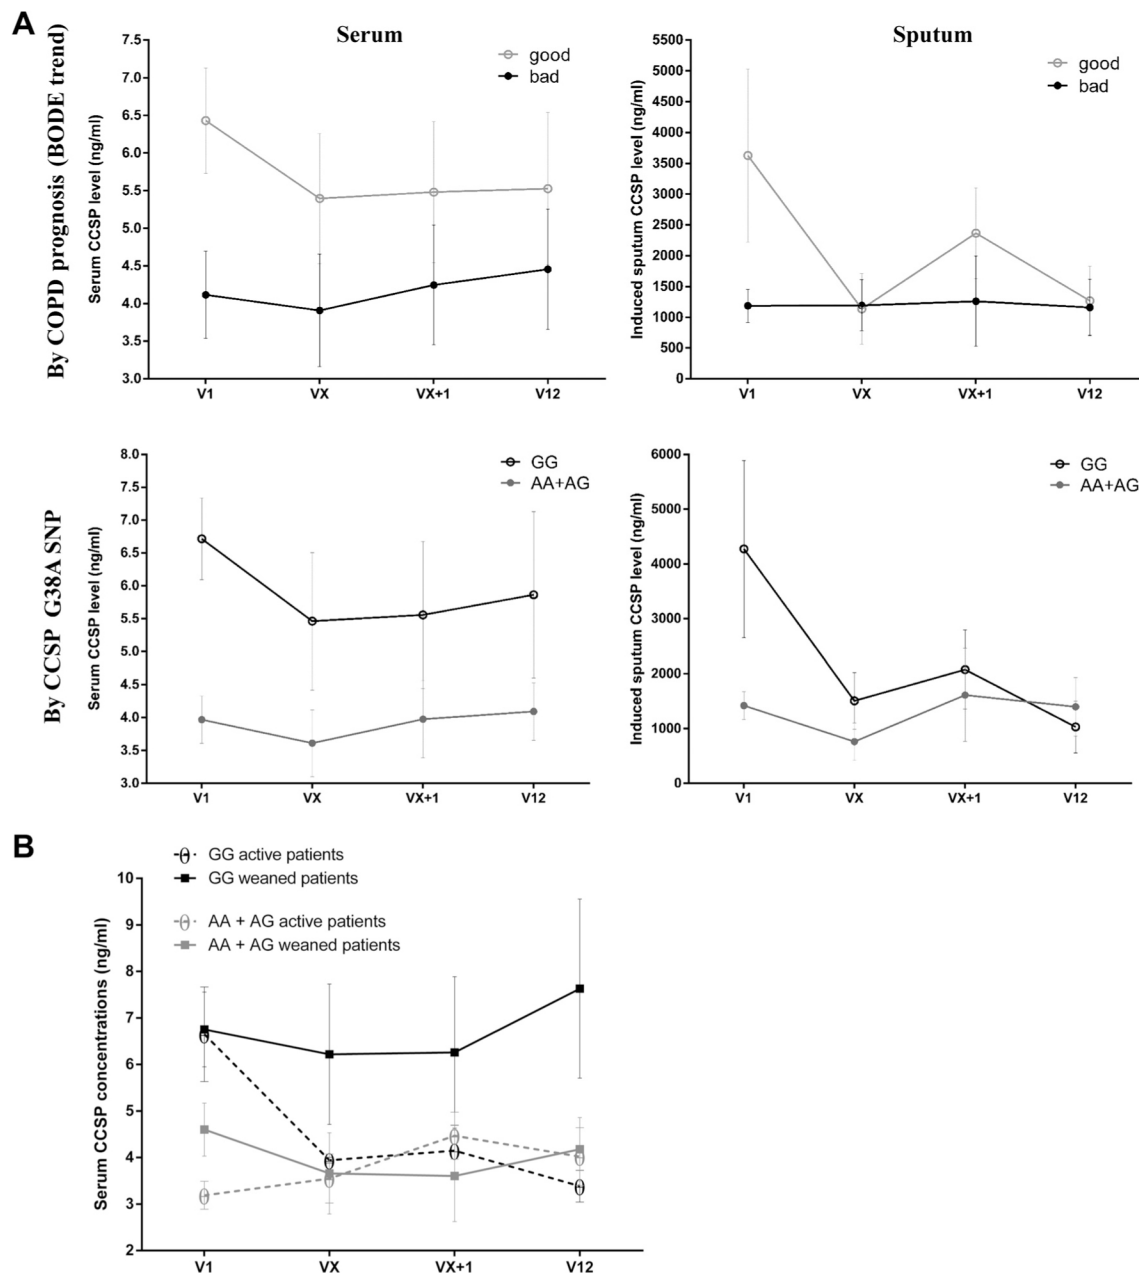 A
Serum
Sputum
By COPD prognosis (BODE trend)
Serum CCSP level (ng/ml)
7.5
7.0
6.5
6.0
5.5
5.0
4.5
4.0
3.5
3.0
good
bad
V1 VX VX+1 V12
Induced sputum CCSP level (ng/ml)
5500
5000
4500
4000
3500
3000
2500
2000
1500
1000
500
0
good
bad
V1 VX VX+1 V12
By CCSP G38A SNP
Serum CCSP level (ng/ml)
8.0
7.5
7.0
6.5
6.0
5.5
5.0
4.5
4.0
3.5
3.0
GG
AA+AG
V1 VX VX+1 V12
Induced sputum CCSP level (ng/ml)
6000
5000
4000
3000
2000
1000
0
GG
AA+AG
V1 VX VX+1 V12
B
GG active patients
GG weaned patients
AA + AG active patients
AA + AG weaned patients
Serum CCSP concentrations (ng/ml)
10
9
8
7
6
5
4
3
2
V1 VX VX+1 V12